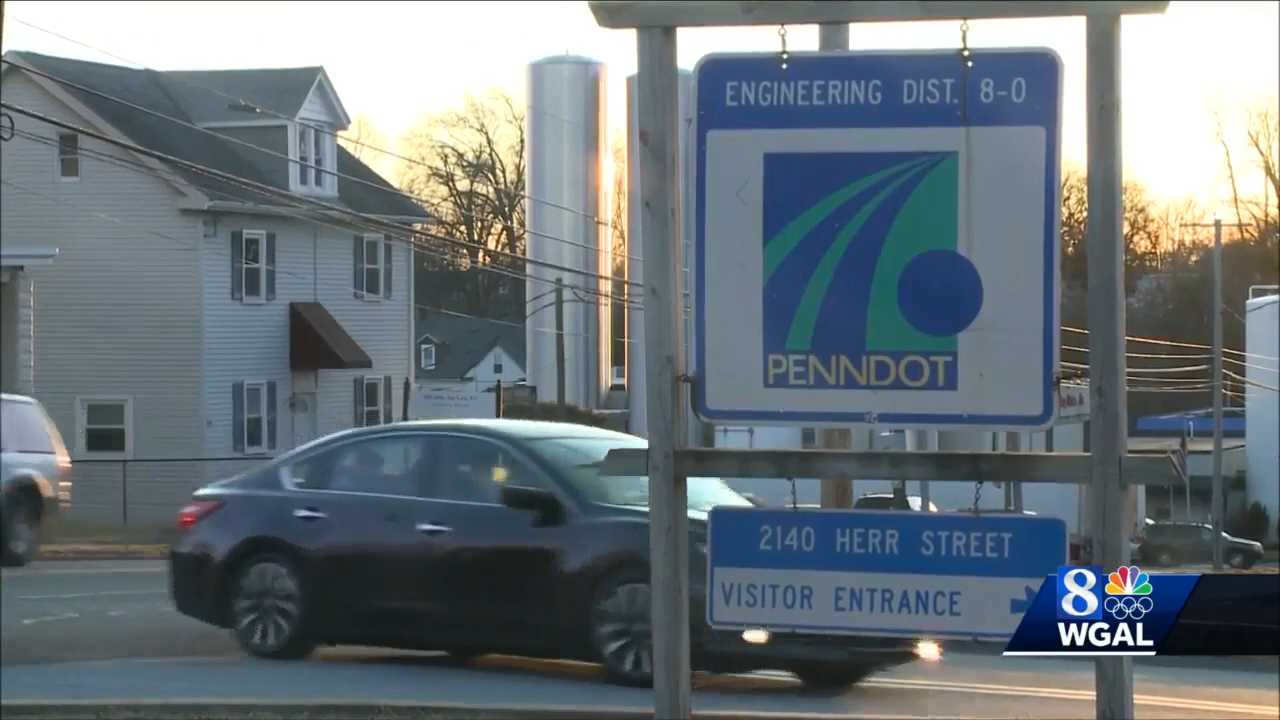 ENGINEERING DIST. 8-0
PENNDOT
2140 HERR STREET
VISITOR ENTRANCE
8
WGAL